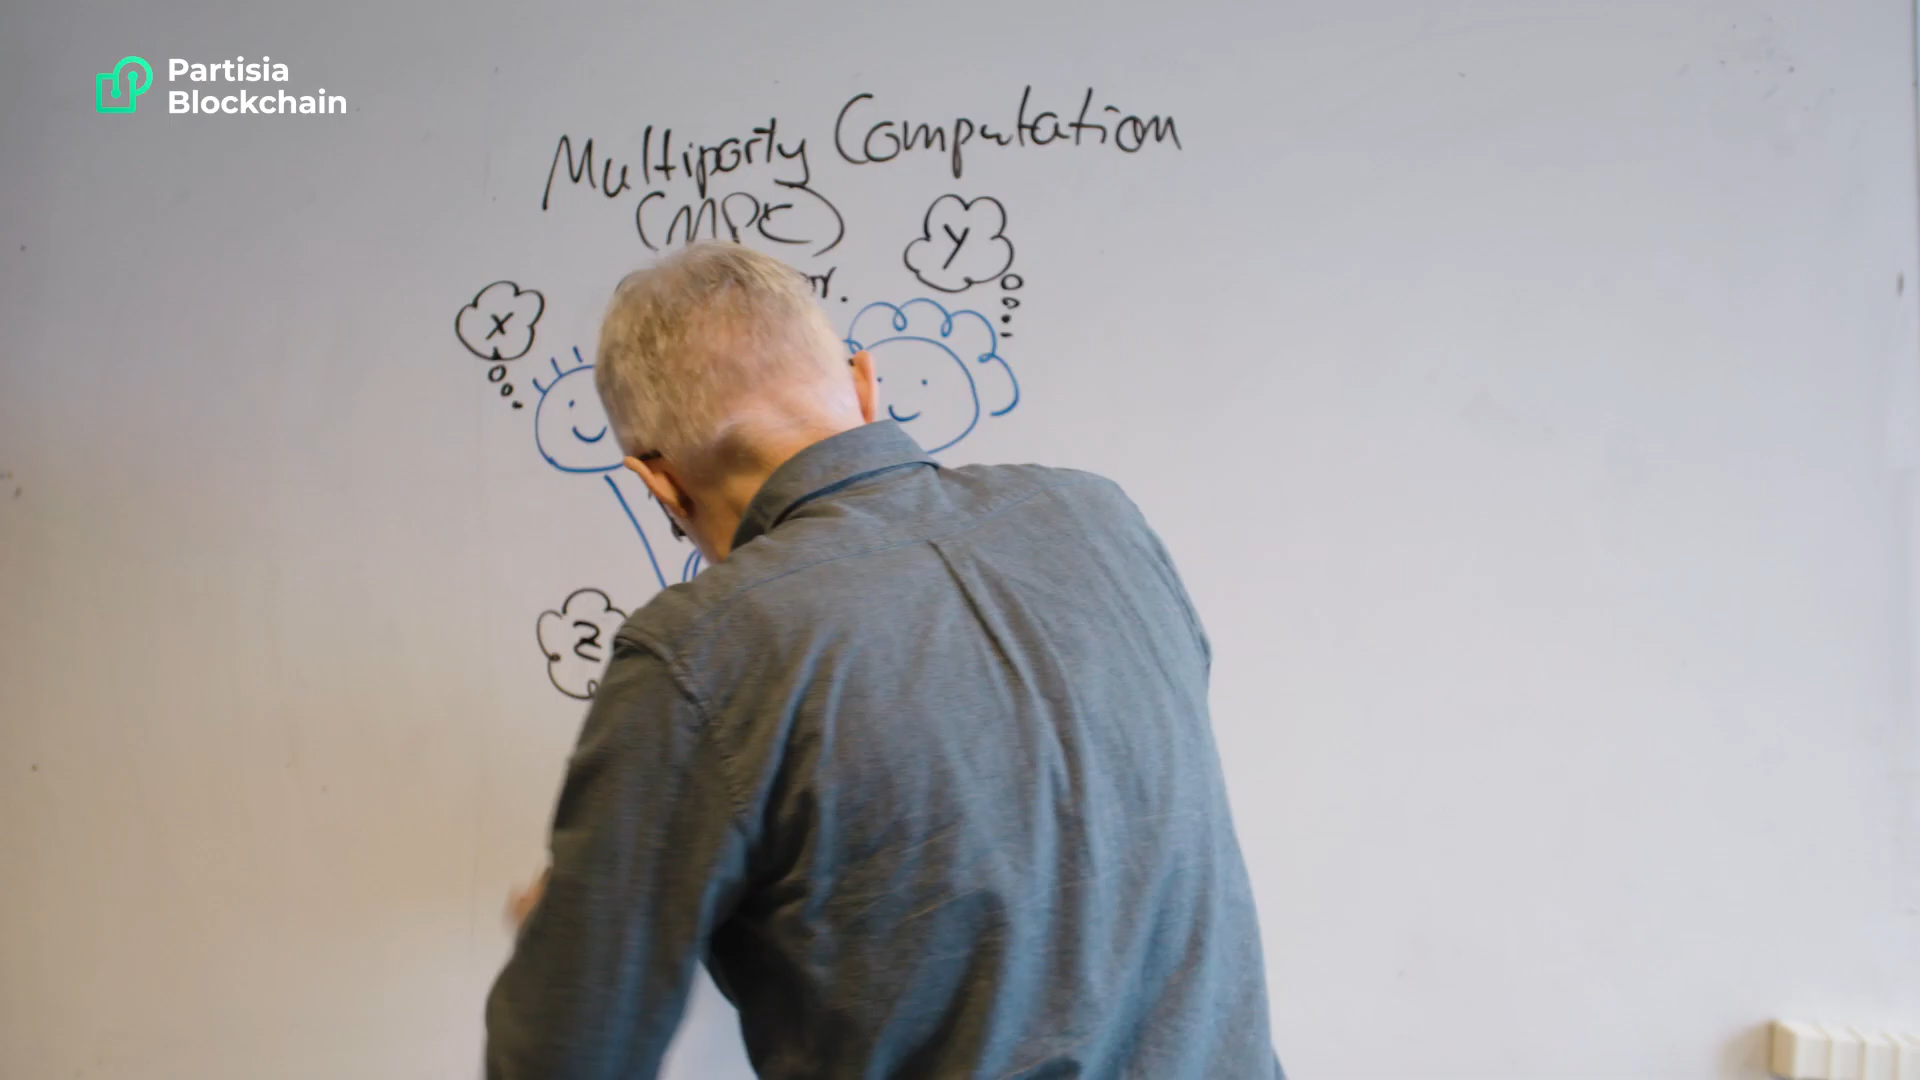 Partisia
Blockchain
Multiparty Computation
(MPC)
y
x
z